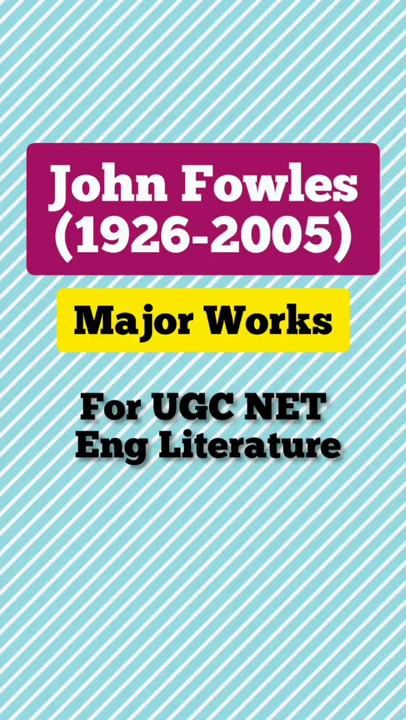 John Fowles
(1926-2005)
Major Works
For UGC NET
Eng Literature